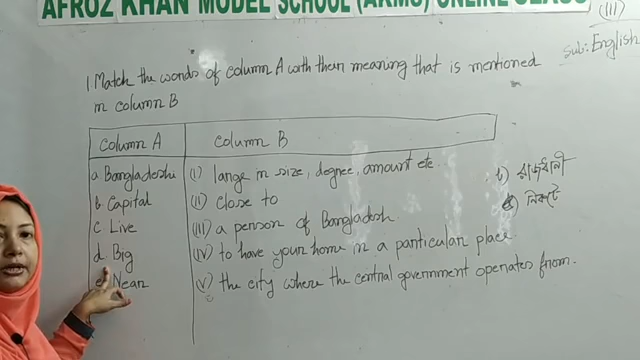 AFROZ KHAN MODEL SCHOOL (AKMS) ONLINE CLASS
(III)
Sub: English
1 Match the words of column A with their meaning that is mentioned
in column B
Column A Column B
a Bangladeshi (i) large in size, degree, amount etc.
b Capital (ii) close to
c Live (iii) a person of Bangladesh.
d Big (iv) to have your home in a particular place.
e Near (v) the city where the central government operates from.
b) রাজধানী
e) নিকটে